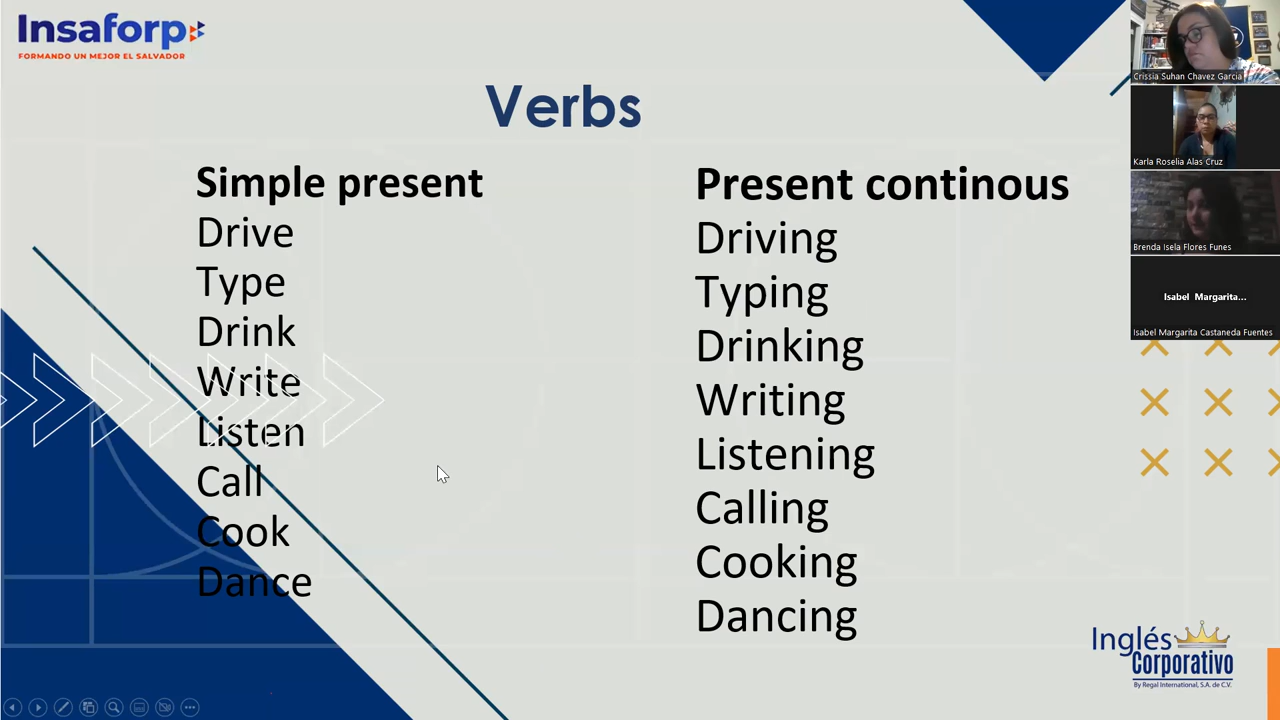 Insaforp
FORMANDO UN MEJOR EL SALVADOR
Verbs
Simple present
Drive
Type
Drink
Write
Listen
Call
Cook
Dance
Present continous
Driving
Typing
Drinking
Writing
Listening
Calling
Cooking
Dancing
Crissia Suhan Chavez Garcia
Karla Roselia Alas Cruz
Brenda Isela Flores Funes
Isabel Margarita...
Isabel Margarita Castaneda Fuentes
Inglés
Corporativo
By Regal International, S.A. de C.V.